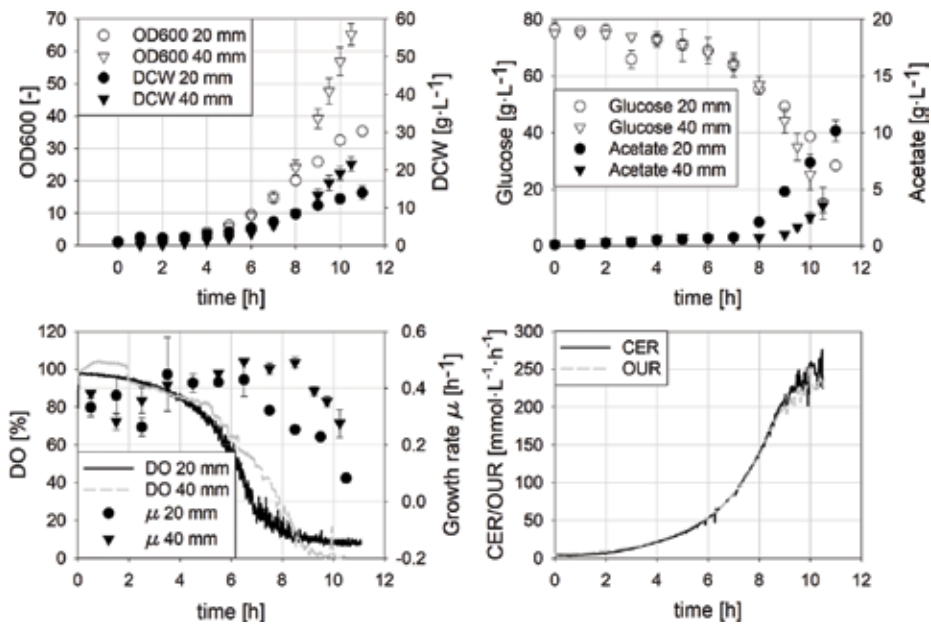 OD600 20 mm
OD600 40 mm
DCW 20 mm
DCW 40 mm
70
60
50
40
30
20
10
0
OD600 [-]
60
50
40
30
20
10
0
DCW [g·L-1]
0 2 4 6 8 10 12
time [h]
Glucose 20 mm
Glucose 40 mm
Acetate 20 mm
Acetate 40 mm
80
60
40
20
0
Glucose [g·L-1]
20
15
10
5
0
Acetate [g·L-1]
0 2 4 6 8 10 12
time [h]
DO 20 mm
DO 40 mm
μ 20 mm
μ 40 mm
120
100
80
60
40
20
0
DO [%]
0.6
0.4
0.2
0.0
-0.2
Growth rate μ [h-1]
0 2 4 6 8 10 12
time [h]
CER
OUR
300
250
200
150
100
50
0
CER/OUR [mmol·L-1·h-1]
0 2 4 6 8 10 12
time [h]